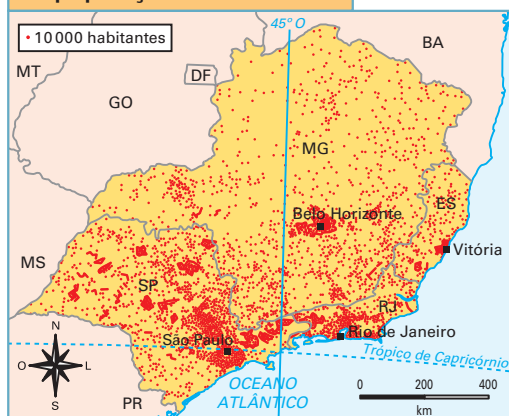 45º O
• 10 000 habitantes
BA
MT
DF
GO
MG
ES
Belo Horizonte
Vitória
MS
SP
RJ
São Paulo
Rio de Janeiro
Trópico de Capricórnio
N
O
L
S
PR
OCEANO
ATLÂNTICO
0 200 400
km